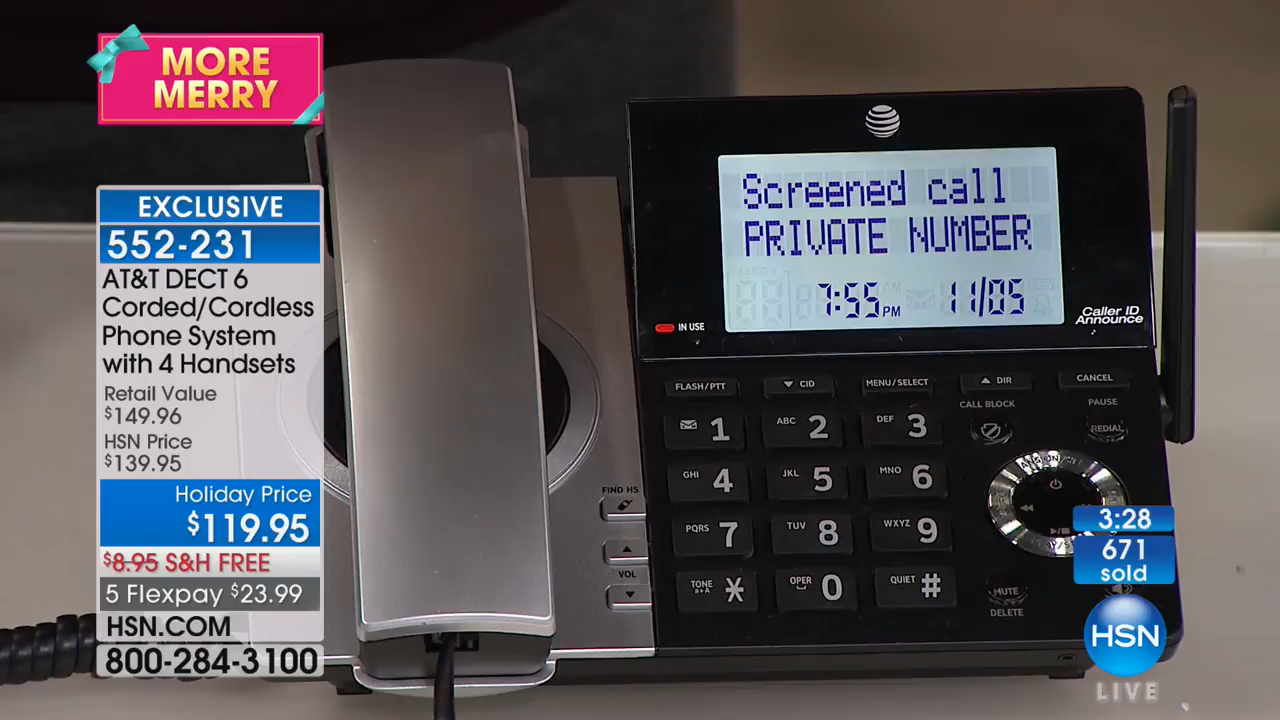 MORE
MERRY
EXCLUSIVE
552-231
AT&T DECT 6
Corded/Cordless
Phone System
with 4 Handsets
Retail Value
$149.96
HSN Price
$139.95
Holiday Price
$119.95
$8.95 S&H FREE
5 Flexpay $23.99
HSN.COM
800-284-3100
Screened call
PRIVATE NUMBER
7:55PM 11/05
IN USE
Caller ID
Announce
FLASH/PTT
CID
MENU/SELECT
DIR
CANCEL
CALL BLOCK
PAUSE
REDIAL
1
ABC 2
DEF 3
GHI 4
JKL 5
MNO 6
PQRS 7
TUV 8
WXYZ 9
TONE
a▸A
*
OPER 0
QUIET #
FIND HS
VOL
MUTE
DELETE
3:28
671
sold
HSN
LIVE